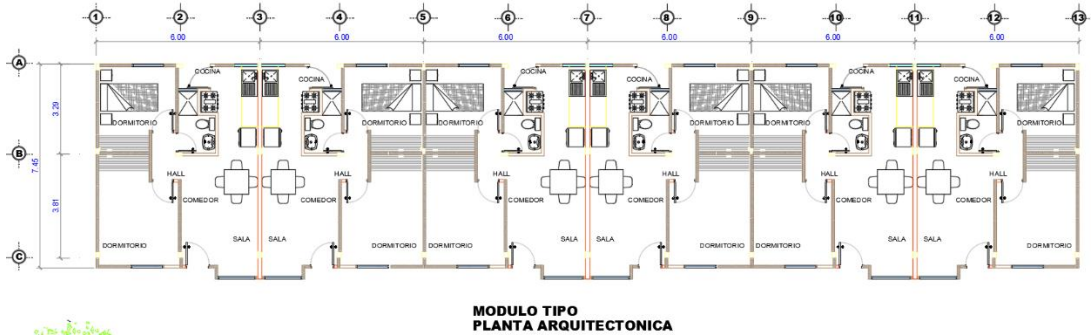 1 2 3 4 5 6 7 8 9 10 11 12 13
6.00 6.00 6.00 6.00 6.00 6.00
A
COCINA COCINA COCINA COCINA COCINA COCINA
3.29
DORMITORIO DORMITORIO DORMITORIO DORMITORIO DORMITORIO DORMITORIO
B
7.45
HALL HALL HALL HALL HALL HALL
3.81
COMEDOR COMEDOR COMEDOR COMEDOR COMEDOR COMEDOR
DORMITORIO SALA SALA DORMITORIO DORMITORIO SALA SALA DORMITORIO DORMITORIO SALA SALA DORMITORIO
C
MODULO TIPO
PLANTA ARQUITECTONICA